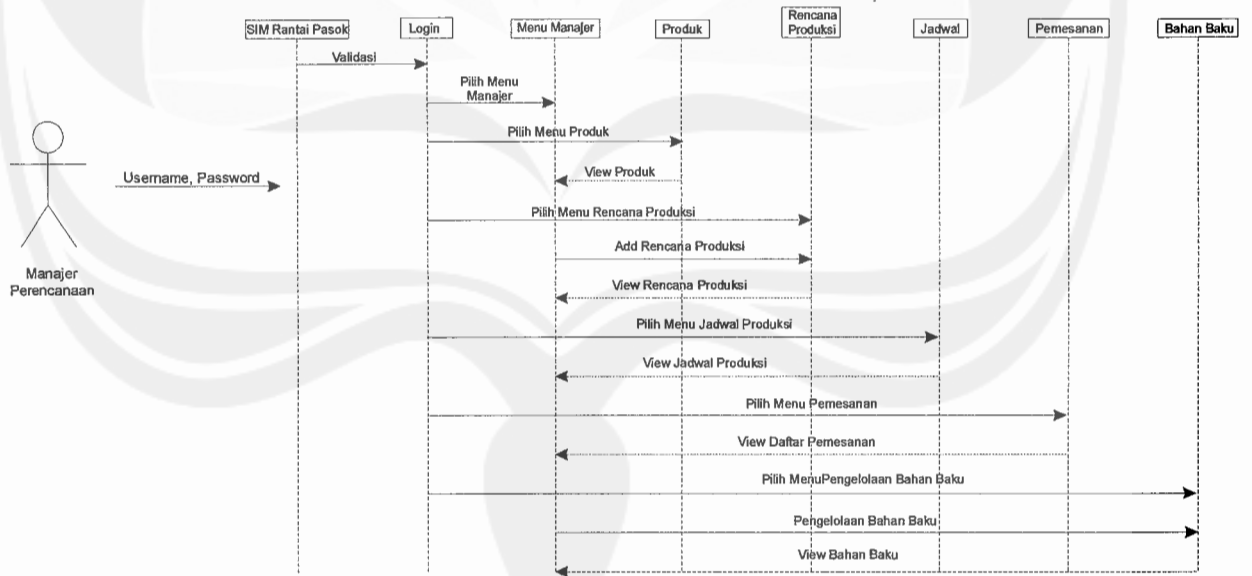 Rencana
Produksi
SIM Rantai Pasok
Login
Menu Manajer
Produk
Jadwal
Pemesanan
Bahan Baku
Validasi
Pilih Menu
Manajer
Pilih Menu Produk
View Produk
Username, Password
Pilih Menu Rencana Produksi
Add Rencana Produksi
Manajer
Perencanaan
View Rencana Produksi
Pilih Menu Jadwal Produksi
View Jadwal Produksi
Pilih Menu Pemesanan
View Daftar Pemesanan
Pilih MenuPengelolaan Bahan Baku
Pengelolaan Bahan Baku
View Bahan Baku